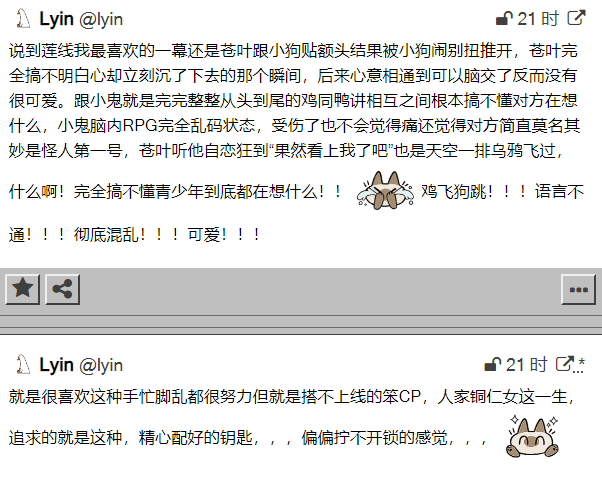 Lyin @lyin 21 时
说到莲线我最喜欢的一幕还是苍叶跟小狗贴额头结果被小狗闹别扭推开，苍叶完
全搞不明白心却立刻沉了下去的那个瞬间，后来心意相通到可以脑交了反而没有
很可爱。跟小鬼就是完完整整从头到尾的鸡同鸭讲相互之间根本搞不懂对方在想
什么，小鬼脑内RPG完全乱码状态，受伤了也不会觉得痛还觉得对方简直莫名其
妙是怪人第一号，苍叶听他自恋狂到“果然看上我了吧”也是天空一排乌鸦飞过，
什么啊！完全搞不懂青少年到底都在想什么！！ 鸡飞狗跳！！！语言不
通！！！彻底混乱！！！可爱！！！
Lyin @lyin 21 时 *
就是很喜欢这种手忙脚乱都很努力但就是搭不上线的笨CP，人家铜仁女这一生，
追求的就是这种，精心配好的钥匙，，，偏偏拧不开锁的感觉，，，